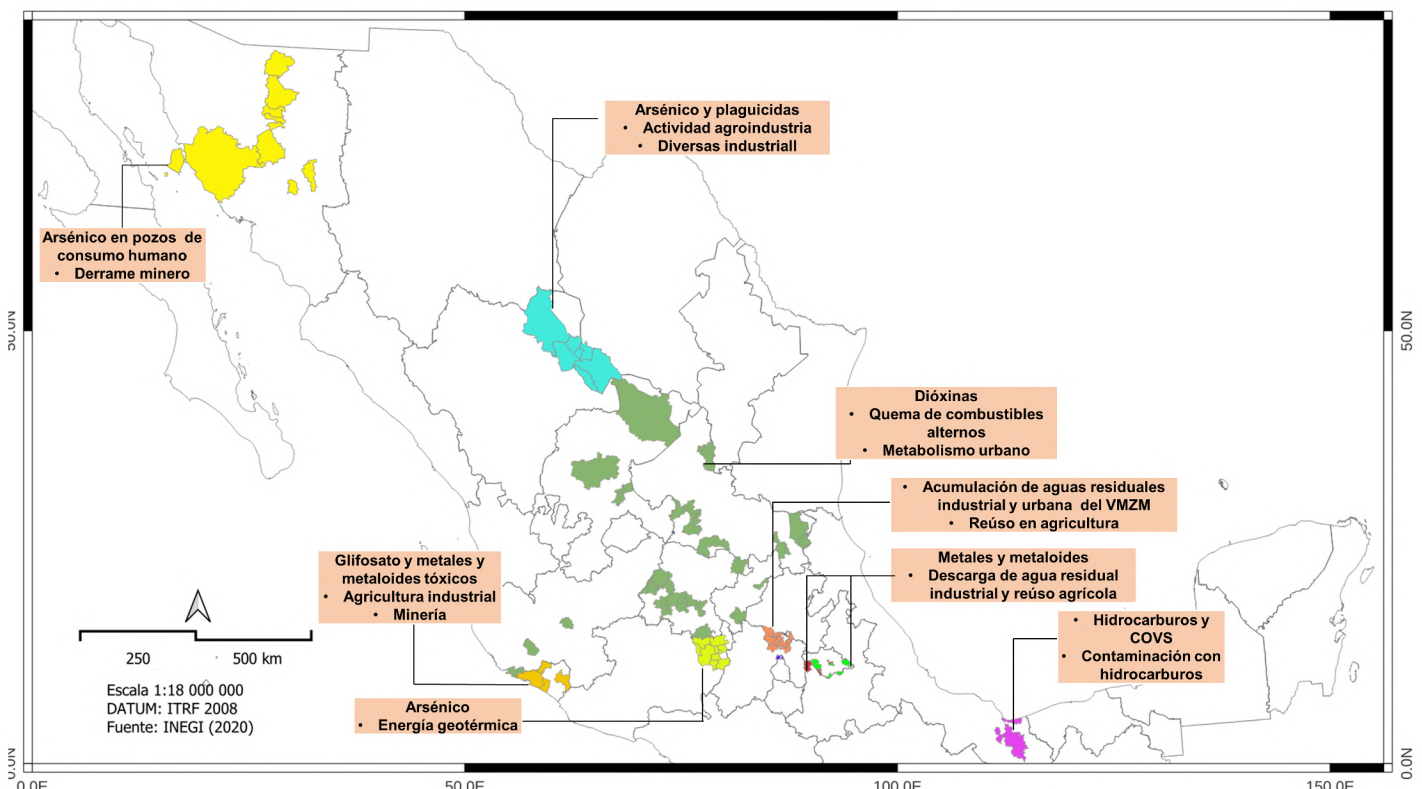 Arsénico y plaguicidas
• Actividad agroindustria
• Diversas industriall
Arsénico en pozos de
consumo humano
• Derrame minero
50.0N
50.0N
Dióxinas
• Quema de combustibles
alternos
• Metabolismo urbano
• Acumulación de aguas residuales
industrial y urbana del VMZM
• Reúso en agricultura
Glifosato y metales y
metaloides tóxicos
• Agricultura industrial
• Minería
Metales y metaloides
• Descarga de agua residual
industrial y reúso agrícola
• Hidrocarburos y
COVS
• Contaminación con
hidrocarburos
250 500 km
Escala 1:18 000 000
DATUM: ITRF 2008
Fuente: INEGI (2020)
Arsénico
• Energía geotérmica
0.0N
0.0N
0.0E 50.0E 100.0E 150.0E